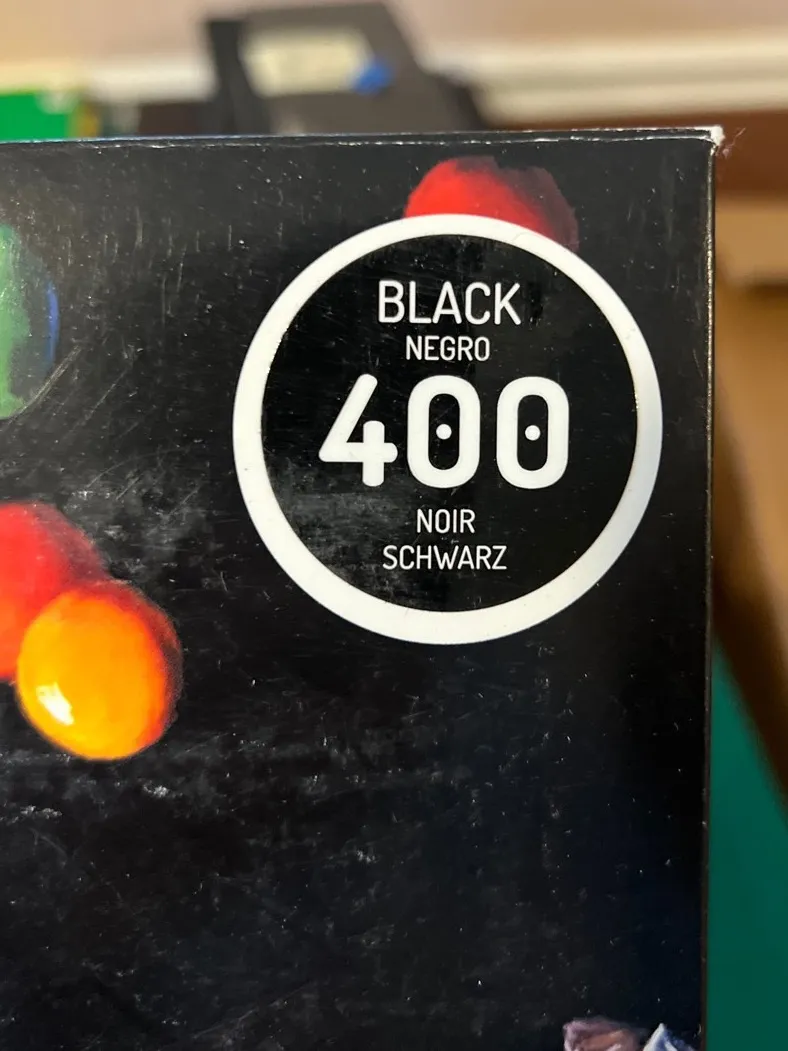 BLACK
NEGRO
400
NOIR
SCHWARZ